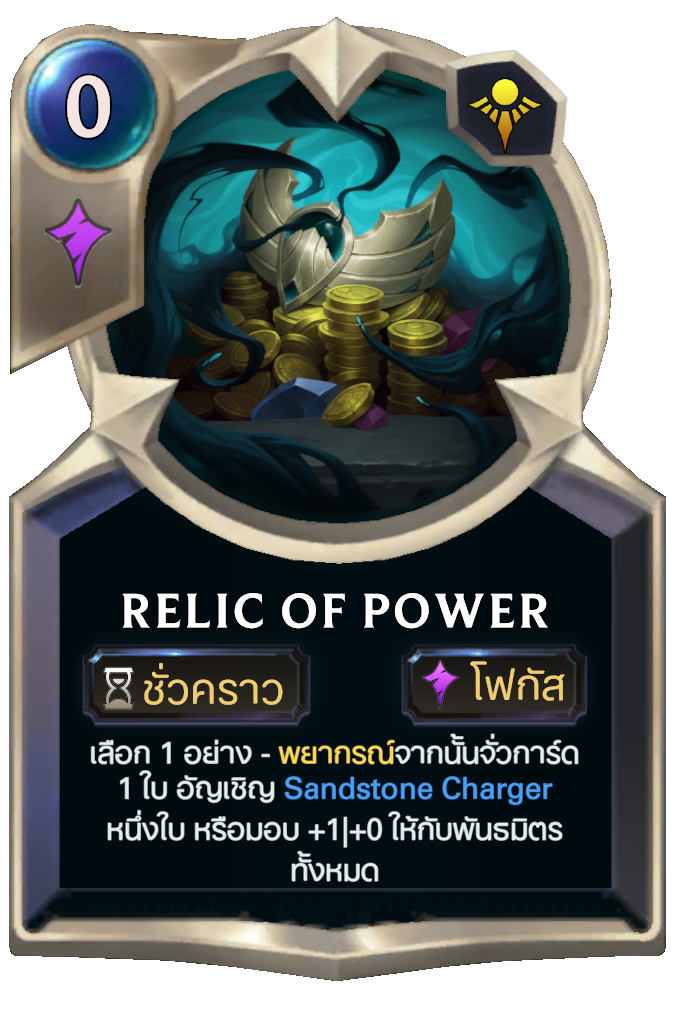 0
RELIC OF POWER
ชั่วคราว
โฟกัส
เลือก 1 อย่าง - พยากรณ์จากนั้นจั่วการ์ด
1 ใบ อัญเชิญ Sandstone Charger
หนึ่งใบ หรือมอบ +1|+0 ให้กับพันธมิตร
ทั้งหมด